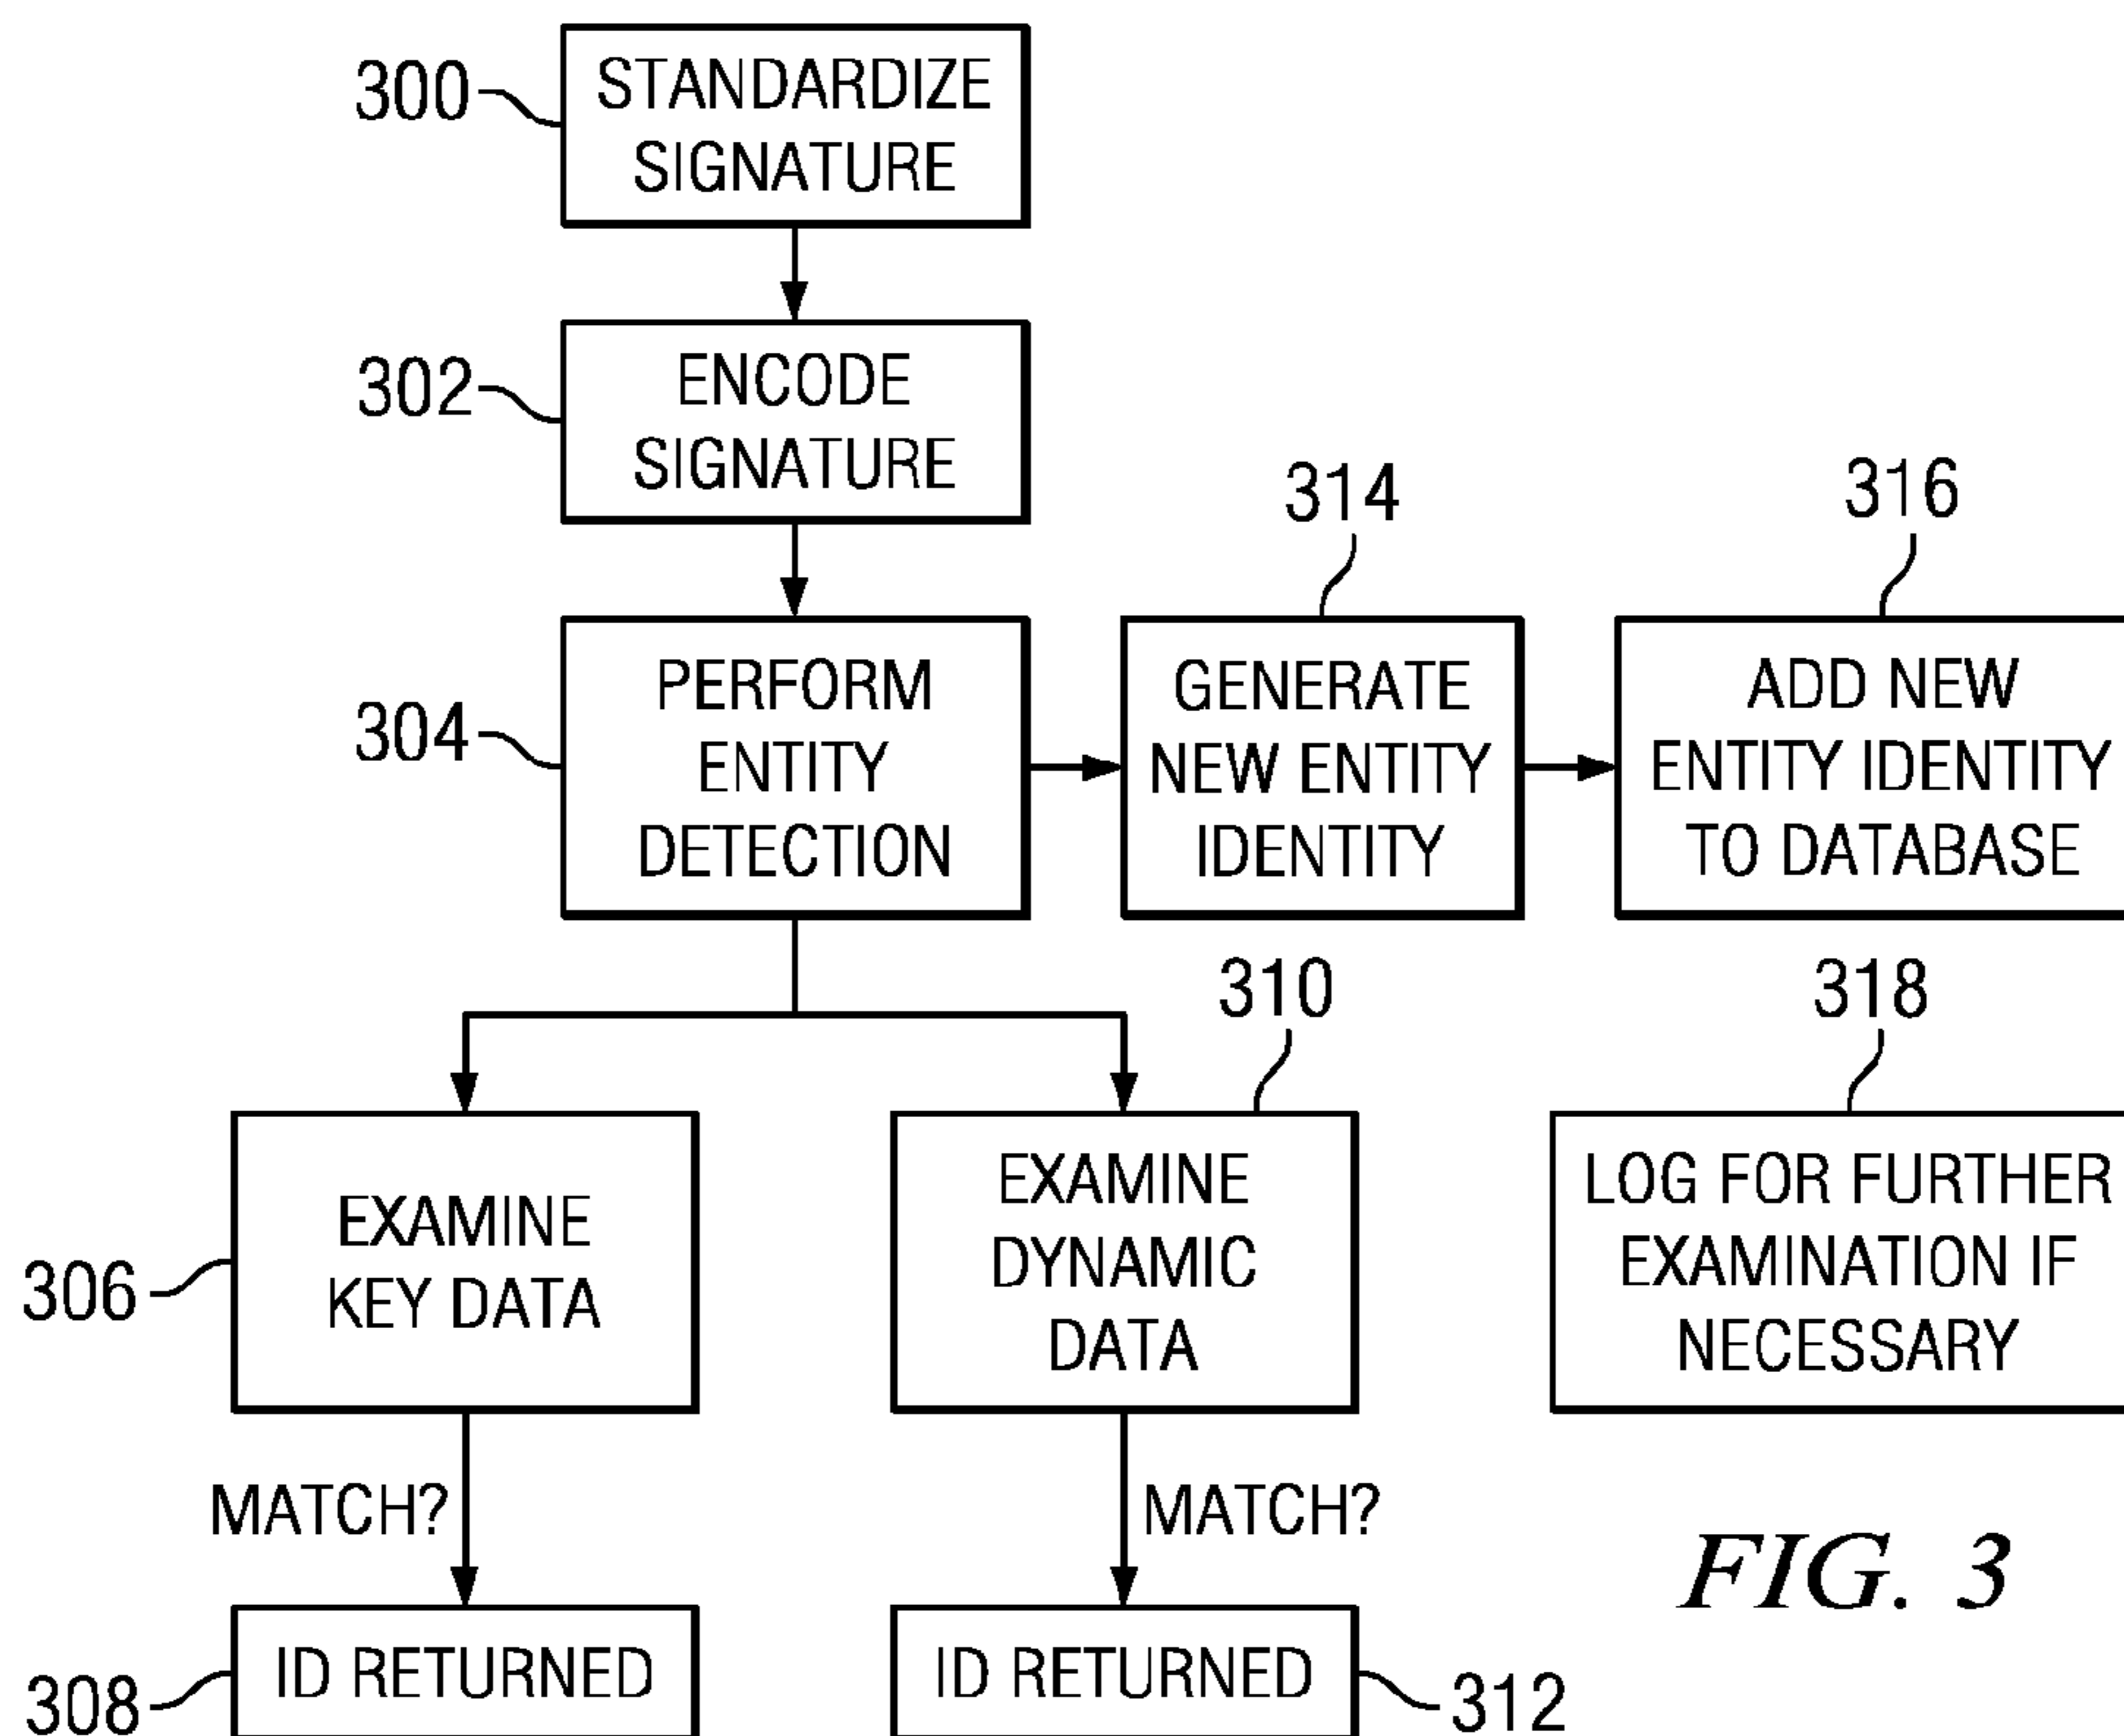 300
STANDARDIZE
SIGNATURE
302
ENCODE
SIGNATURE
304
PERFORM
ENTITY
DETECTION
314
GENERATE
NEW ENTITY
IDENTITY
316
ADD NEW
ENTITY IDENTITY
TO DATABASE
306
EXAMINE
KEY DATA
310
EXAMINE
DYNAMIC
DATA
318
LOG FOR FURTHER
EXAMINATION IF
NECESSARY
MATCH?
MATCH?
308
ID RETURNED
ID RETURNED
312
FIG. 3